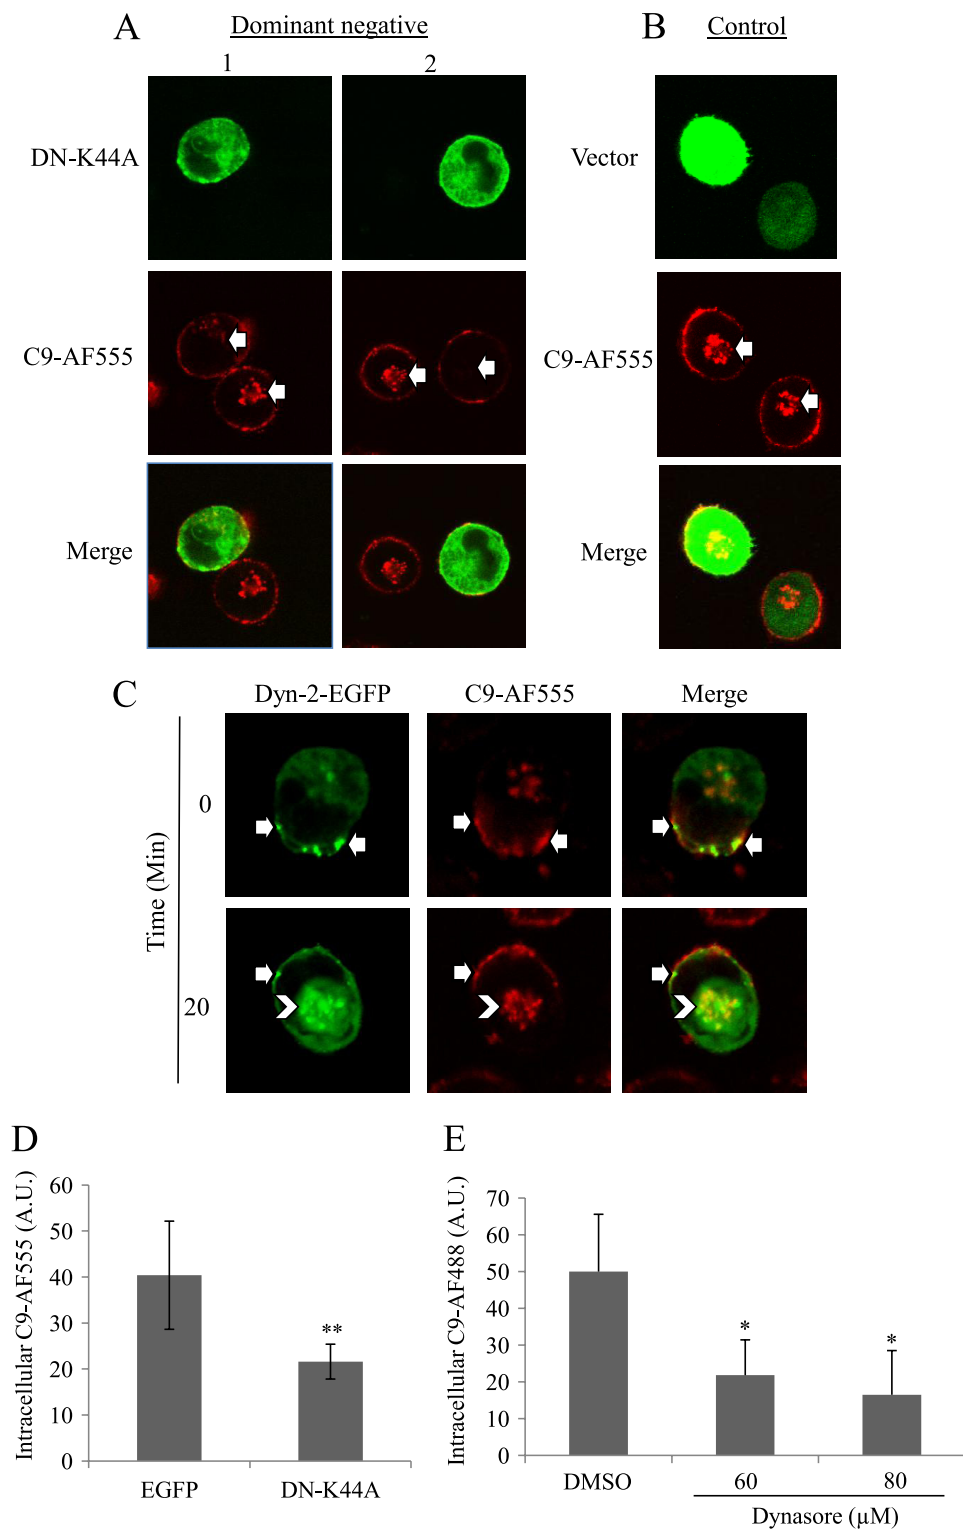 A
Dominant negative
B
Control
1
2
DN-K44A
Vector
C9-AF555
C9-AF555
Merge
Merge
C
Dyn-2-EGFP
C9-AF555
Merge
Time (Min)
0
20
D
Intracellular C9-AF555 (A.U.)
60
50
40
30
20
10
0
**
EGFP
DN-K44A
E
Intracellular C9-AF488 (A.U.)
70
60
50
40
30
20
10
0
*
*
DMSO
60
80
Dynasore (µM)